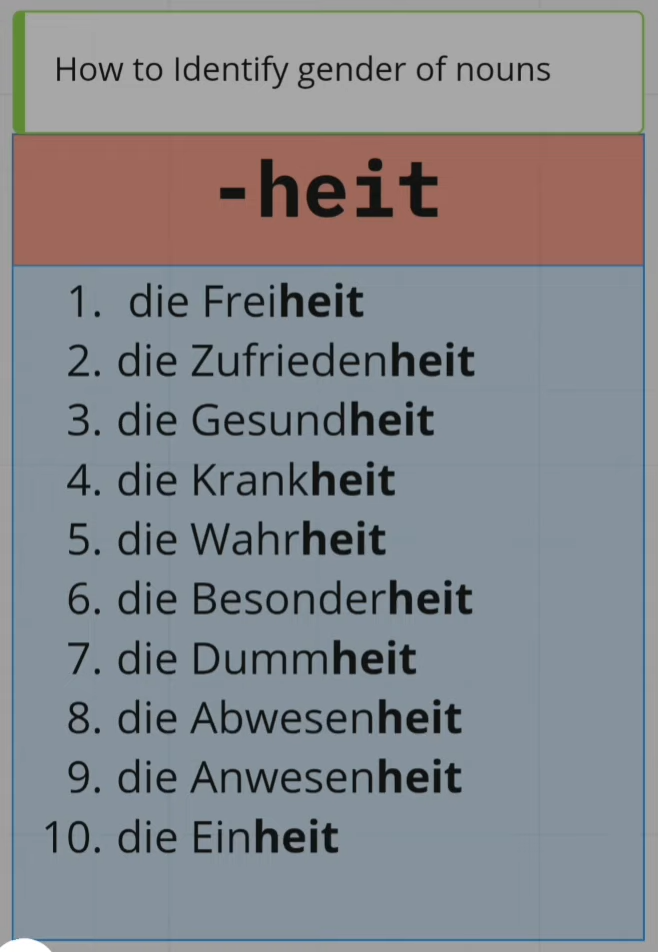 How to Identify gender of nouns
-heit
1. die Freiheit
2. die Zufriedenheit
3. die Gesundheit
4. die Krankheit
5. die Wahrheit
6. die Besonderheit
7. die Dummheit
8. die Abwesenheit
9. die Anwesenheit
10. die Einheit